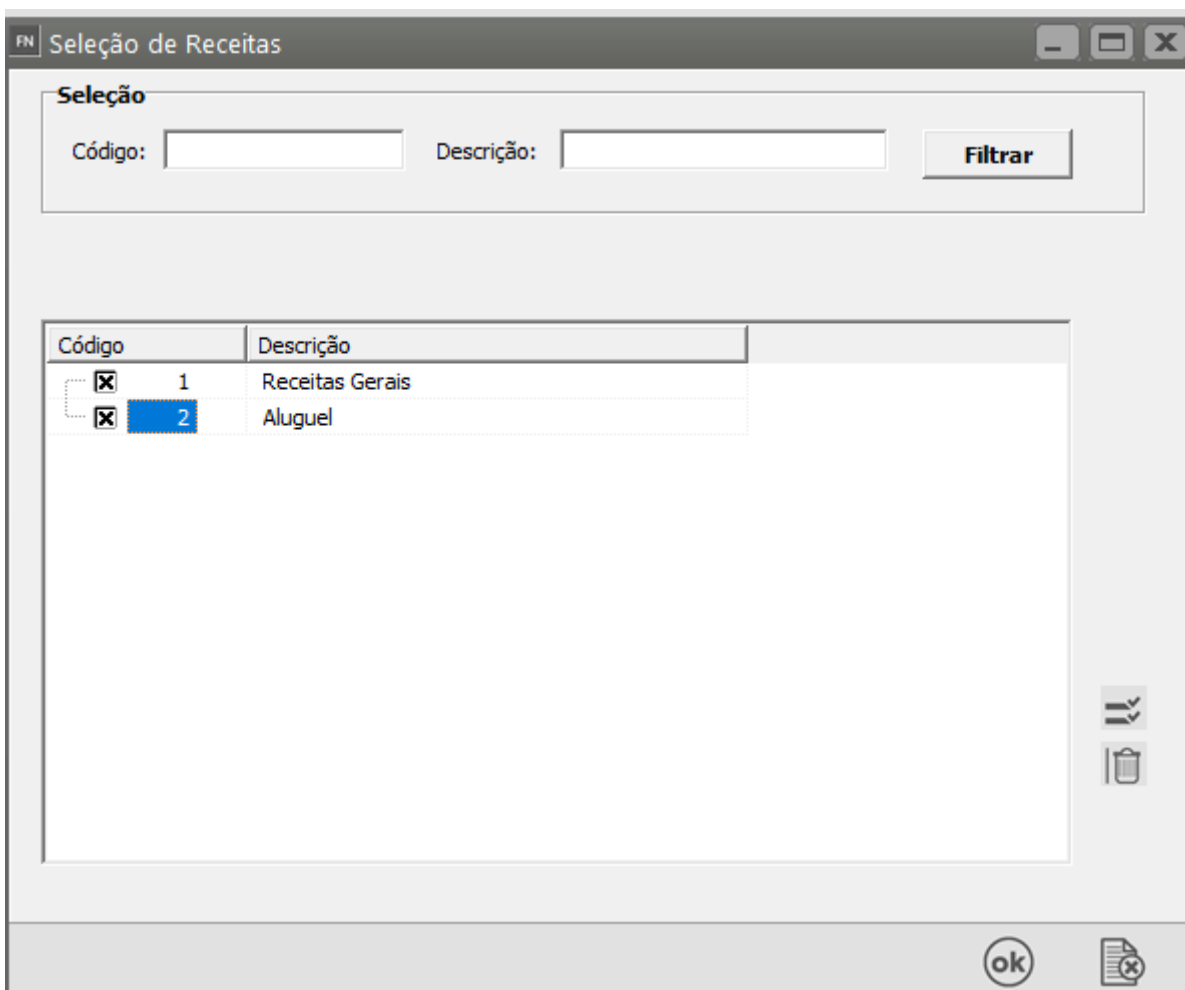 FN Seleção de Receitas
Seleção
Código: Descrição: Filtrar
Código Descrição
1 Receitas Gerais
2 Aluguel
ok